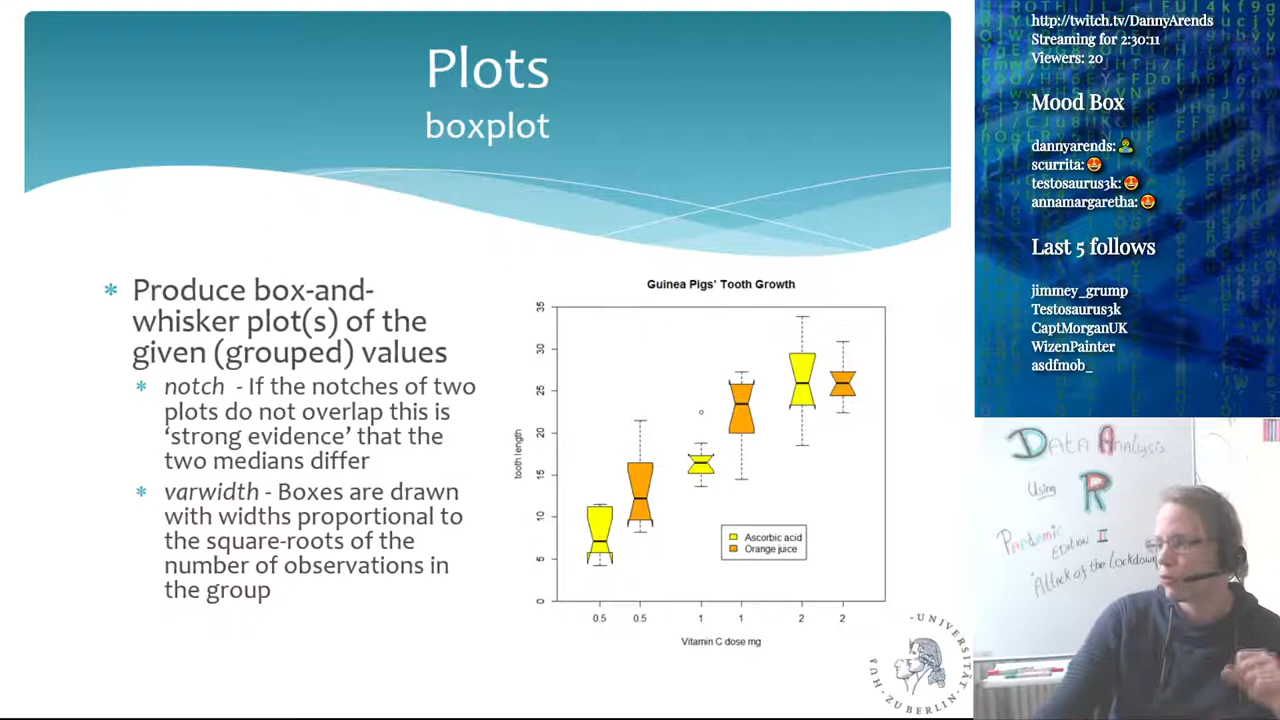 Plots
boxplot
Produce box-and-
whisker plot(s) of the
given (grouped) values
notch - If the notches of two
plots do not overlap this is
‘strong evidence’ that the
two medians differ
varwidth - Boxes are drawn
with widths proportional to
the square-roots of the
number of observations in
the group
Guinea Pigs' Tooth Growth
35
30
25
20
15
10
5
0
tooth length
Ascorbic acid
Orange juice
0.5 0.5 1 1 2 2
Vitamin C dose mg
HUMBOLDT-UNIVERSITÄT
ZU BERLIN
http://twitch.tv/DannyArends
Streaming for 2:30:11
Viewers: 20
Mood Box
dannyarends:
scurrita:
testosaurus3k:
annamargaretha:
Last 5 follows
jimmey_grump
Testosaurus3k
CaptMorganUK
WizenPainter
asdfmob_
Data Analysis
Using R
Pandemic
Edition II
"Attack of the Lockdown